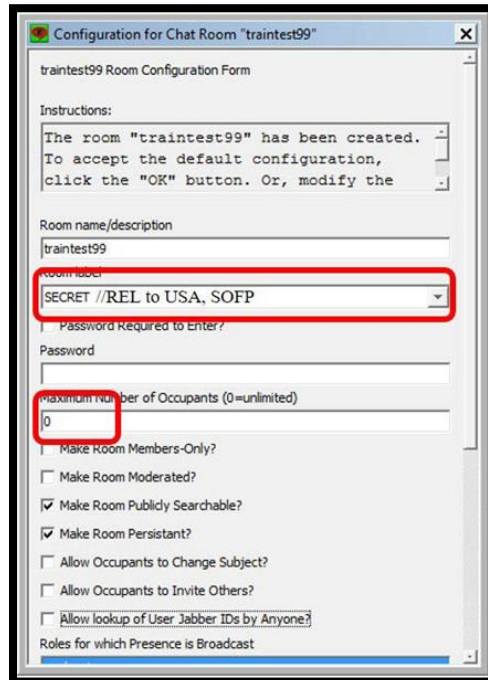 Configuration for Chat Room "traintest99"
traintest99 Room Configuration Form
Instructions:
The room "traintest99" has been created.
To accept the default configuration,
click the "OK" button. Or, modify the
Room name/description
traintest99
Room label
SECRET //REL to USA, SOFP
Password Required to Enter?
Password
Maximum Number of Occupants (0=unlimited)
0
Make Room Members-Only?
Make Room Moderated?
Make Room Publicly Searchable?
Make Room Persistant?
Allow Occupants to Change Subject?
Allow Occupants to Invite Others?
Allow lookup of User Jabber IDs by Anyone?
Roles for which Presence is Broadcast